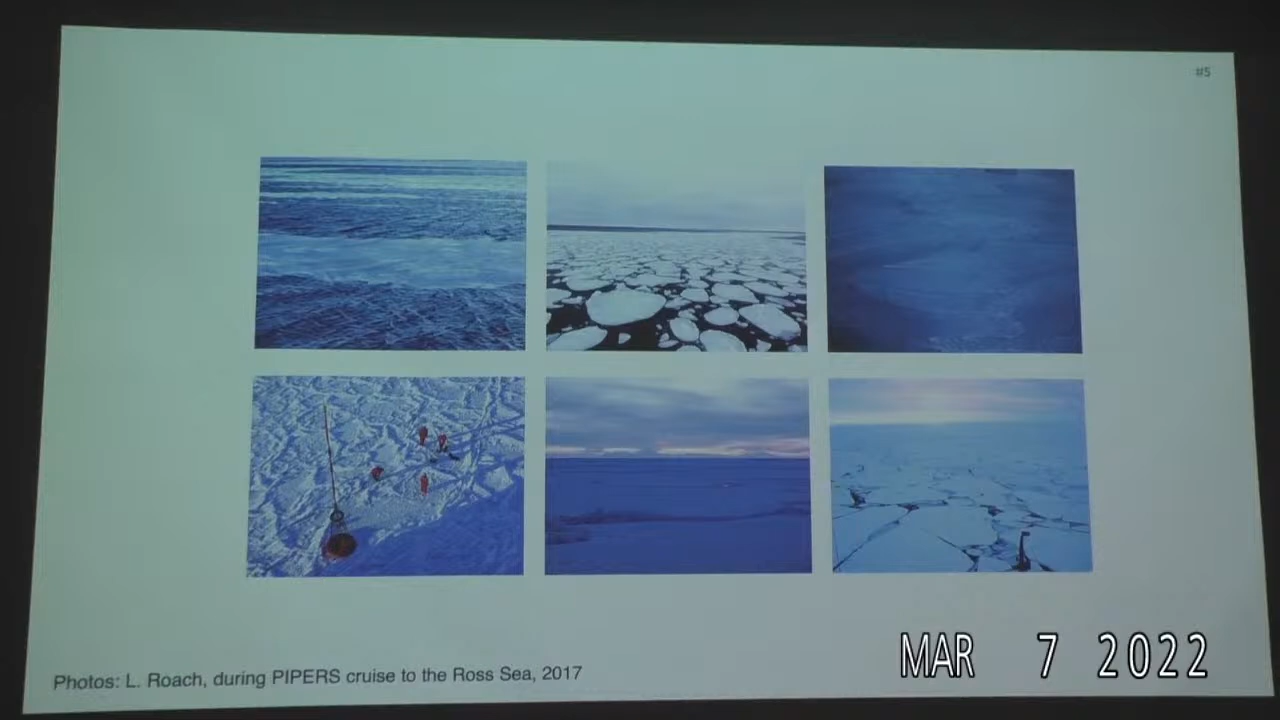 #5
Photos: L. Roach, during PIPERS cruise to the Ross Sea, 2017
MAR 7 2022